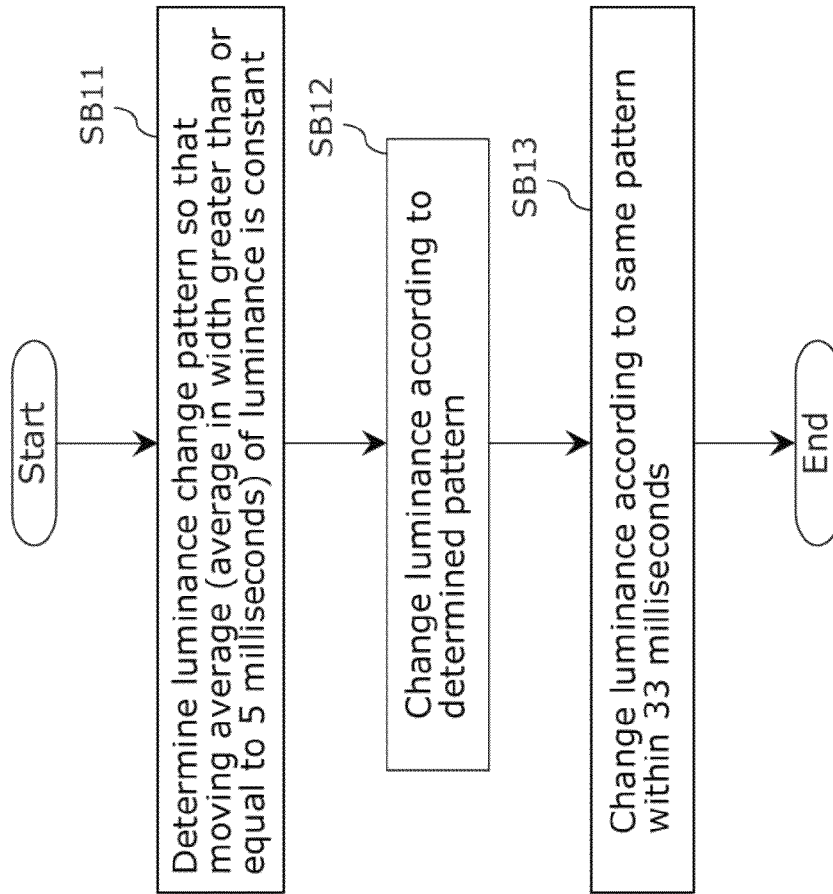 Start
SB11
Determine luminance change pattern so that
moving average (average in width greater than or
equal to 5 milliseconds) of luminance is constant
SB12
Change luminance according to
determined pattern
SB13
Change luminance according to same pattern
within 33 milliseconds
End